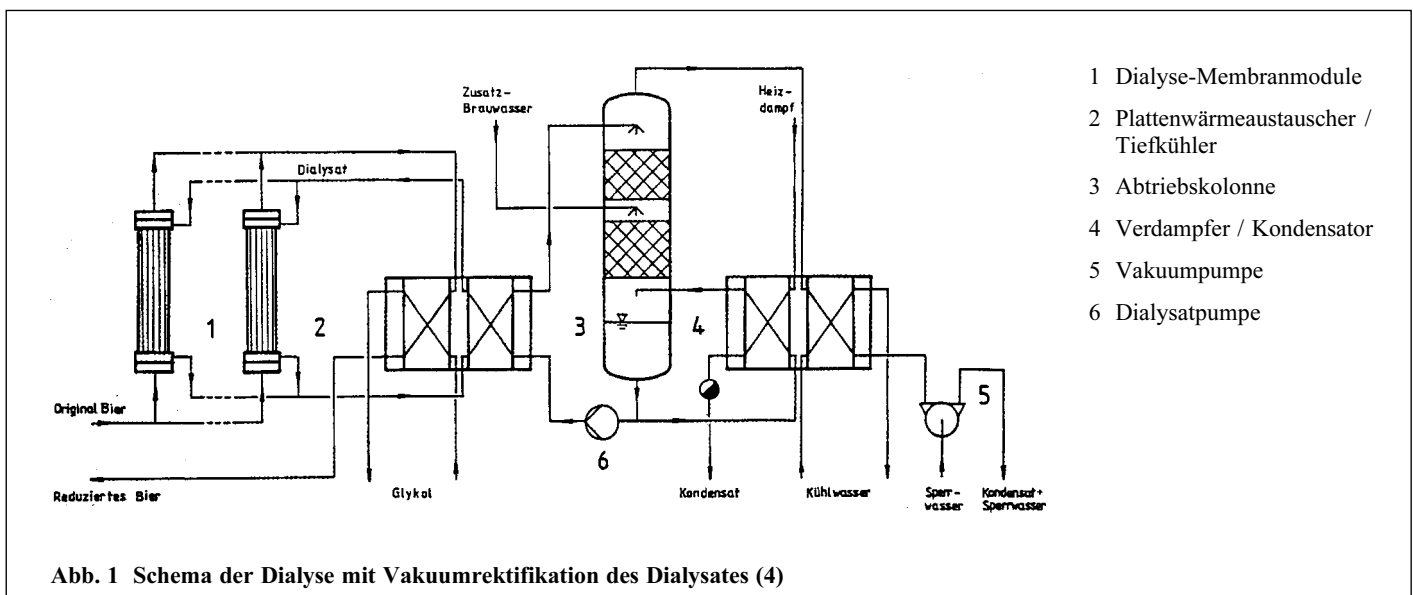 Zusatz-
Brauwasser
Heiz-
dampf
Dialysat
1
2
3
4
5
6
Original Bier
Reduziertes Bier
Glykol
Kondensat
Kühlwasser
Sperr-
wasser
Kondensat+
Sperrwasser
1 Dialyse-Membranmodule
2 Plattenwärmeaustauscher /
Tiefkühler
3 Abtriebskolonne
4 Verdampfer / Kondensator
5 Vakuumpumpe
6 Dialysatpumpe
Abb. 1 Schema der Dialyse mit Vakuumrektifikation des Dialysates (4)